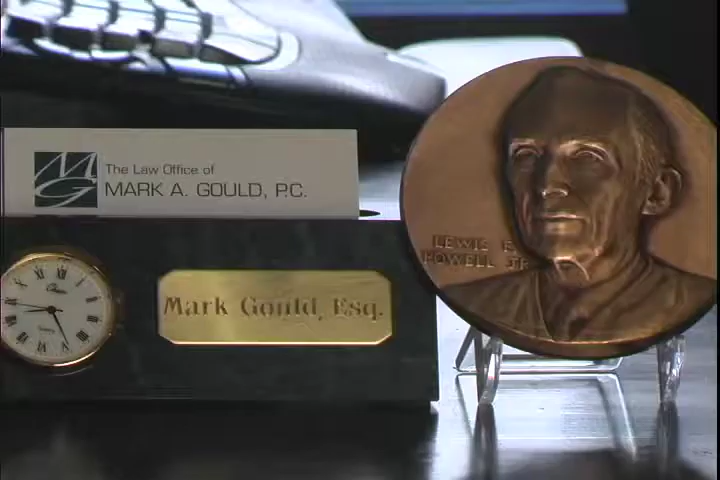 MG
The Law Office of
MARK A. GOULD, P.C.
Mark Gould, Esq.
LEWIS F.
POWELL JR.